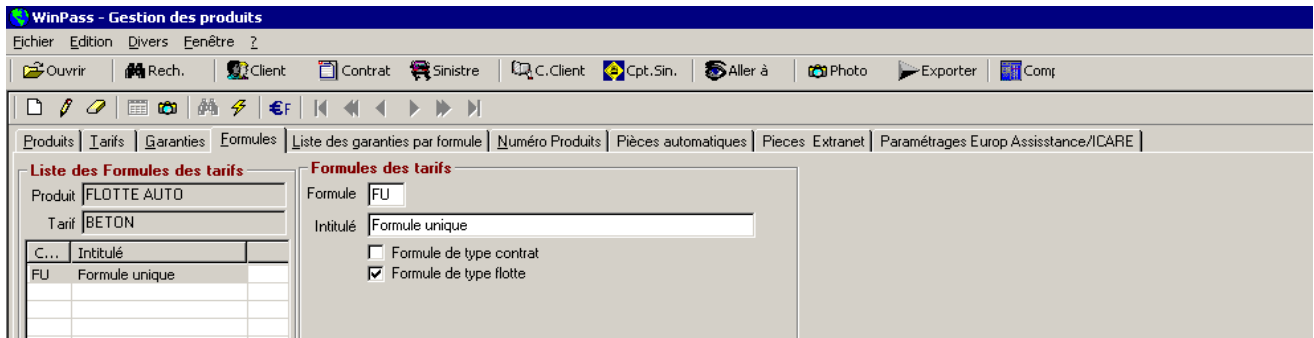 WinPass - Gestion des produits
Fichier Edition Divers Fenêtre ?
Ouvrir Rech. Client Contrat Sinistre C.Client Cpt.Sin. Aller à Photo Exporter
€F
Produits Tarifs Garanties Formules Liste des garanties par formule Numéro Produits Pièces automatiques Pieces Extranet Paramétrages Europ Assisstance/ICARE
Liste des Formules des tarifs
Produit FLOTTE AUTO
Tarif BETON
C... Intitulé
FU Formule unique
Formules des tarifs
Formule FU
Intitulé Formule unique
Formule de type contrat
Formule de type flotte